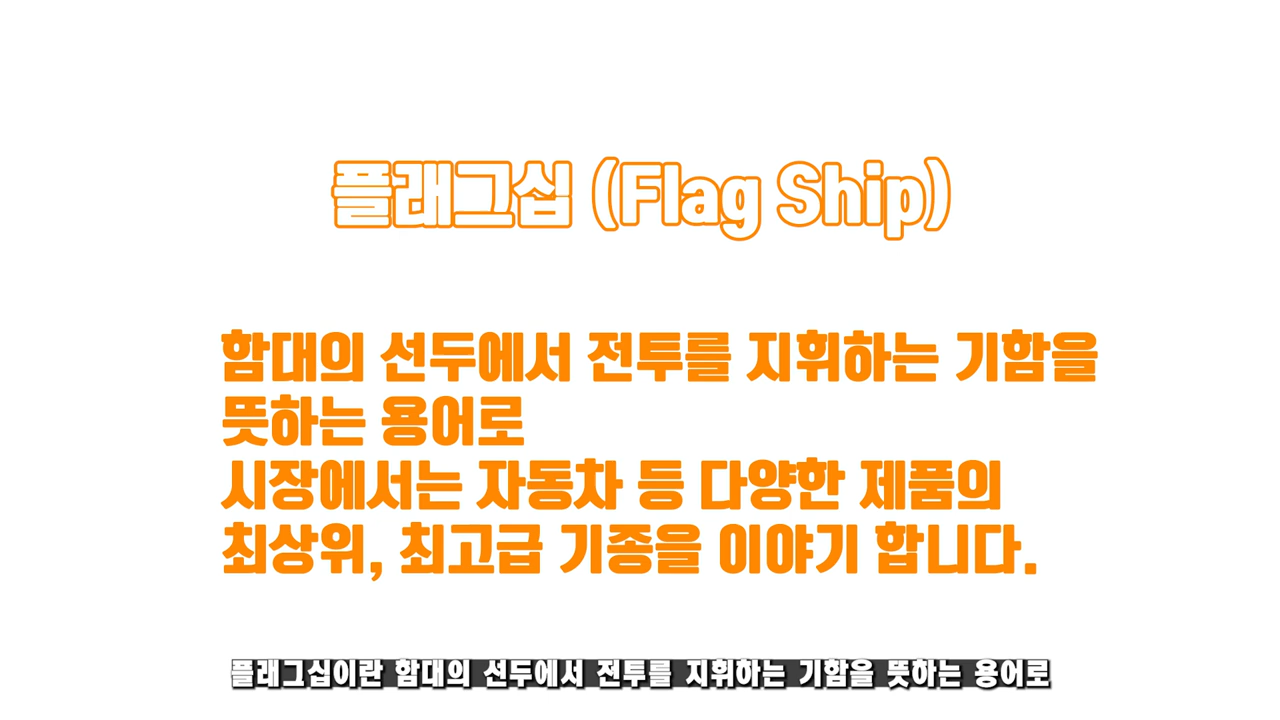 플래그십 (Flag Ship)
함대의 선두에서 전투를 지휘하는 기함을
뜻하는 용어로
시장에서는 자동차 등 다양한 제품의
최상위, 최고급 기종을 이야기 합니다.
플래그십이란 함대의 선두에서 전투를 지휘하는 기함을 뜻하는 용어로